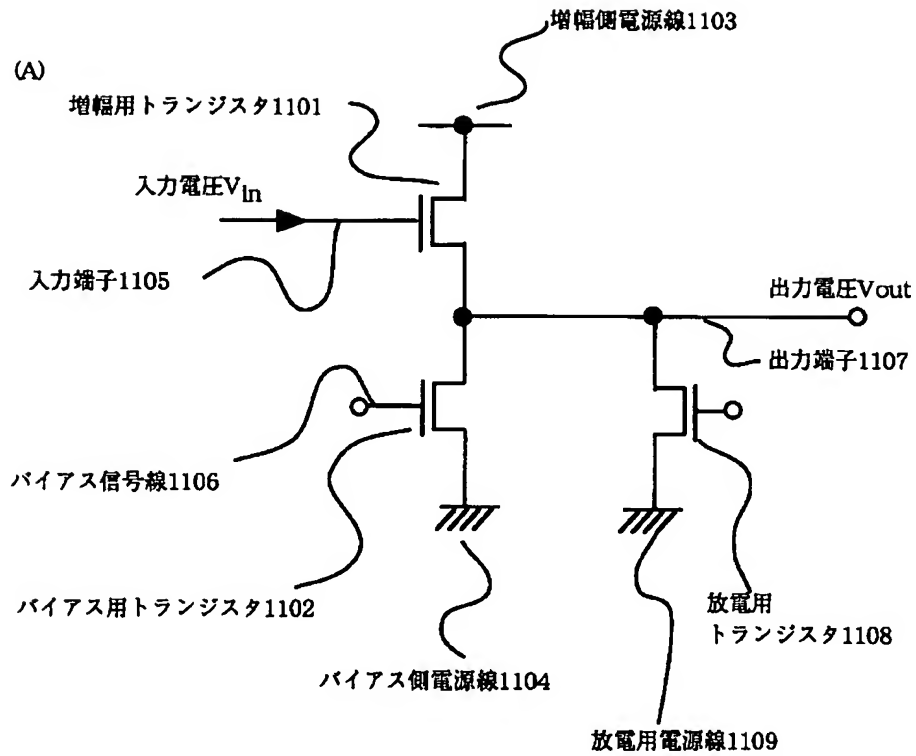 増幅側電源線1103
(A)
増幅用トランジスタ1101
入力電圧Vin
入力端子1105
出力電圧Vout
出力端子1107
バイアス信号線1106
バイアス用トランジスタ1102
放電用
トランジスタ1108
バイアス側電源線1104
放電用電源線1109